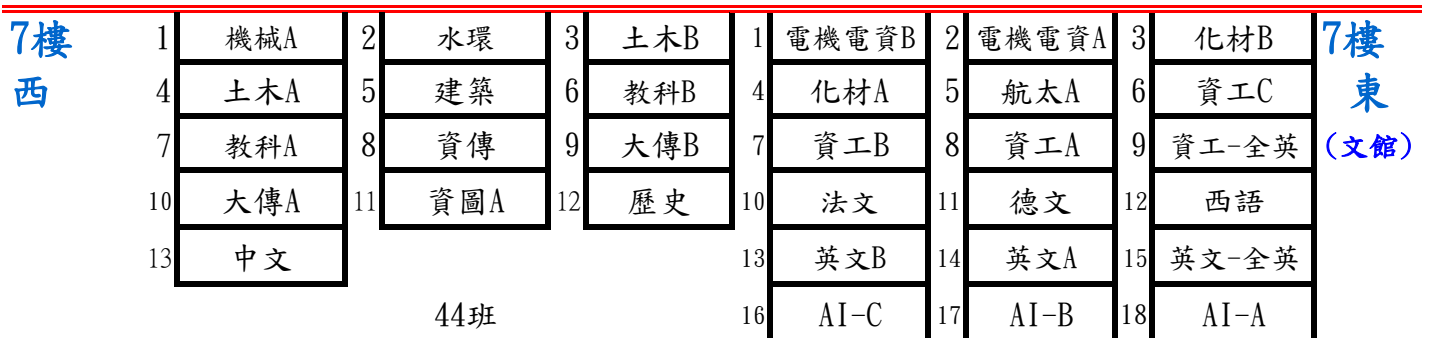 7樓 1 機械A 2 水環 3 土木B 1 電機電資B 2 電機電資A 3 化材B 7樓
西 4 土木A 5 建築 6 教科B 4 化材A 5 航太A 6 資工C 東
7 教科A 8 資傳 9 大傳B 7 資工B 8 資工A 9 資工-全英 (文館)
10 大傳A 11 資圖A 12 歷史 10 法文 11 德文 12 西語
13 中文 13 英文B 14 英文A 15 英文-全英
44班 16 AI-C 17 AI-B 18 AI-A